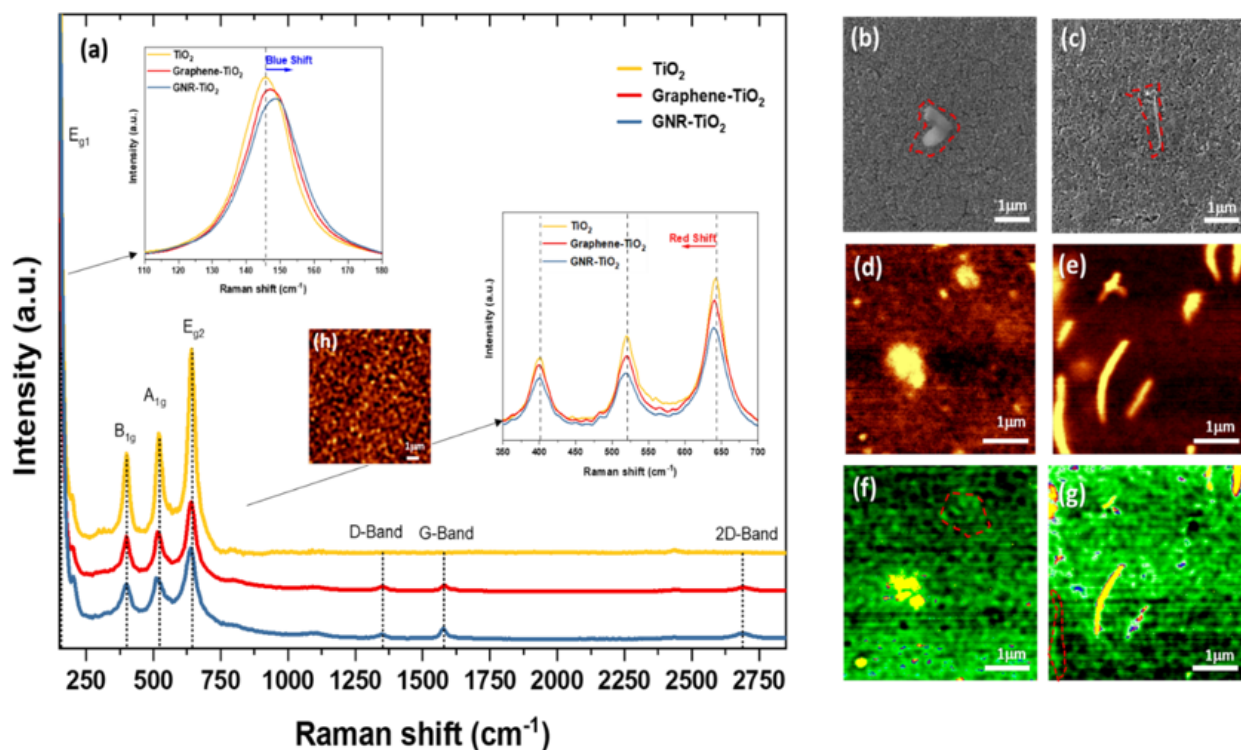 (a)
TiO2
Graphene-TiO2
GNR-TiO2
Blue Shift
Intensity (a.u.)
110 120 130 140 150 160 170 180
Raman shift (cm-1)
TiO2
Graphene-TiO2
GNR-TiO2
Eg1
B1g
A1g
Eg2
(h)
1μm
TiO2
Graphene-TiO2
GNR-TiO2
Red Shift
Intensity (a.u.)
350 400 450 500 550 600 650 700
Raman shift (cm-1)
D-Band
G-Band
2D-Band
Intensity (a.u.)
250 500 750 1000 1250 1500 1750 2000 2250 2500 2750
Raman shift (cm-1)
(b)
1μm
(c)
1μm
(d)
1μm
(e)
1μm
(f)
1μm
(g)
1μm